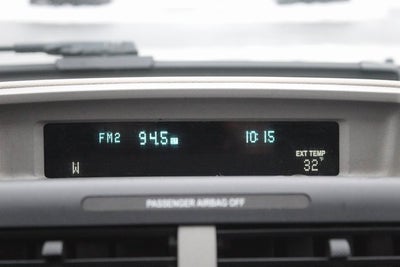 FM2 94.5 10:15
EXT TEMP
W 32°F
PASSENGER AIRBAG OFF